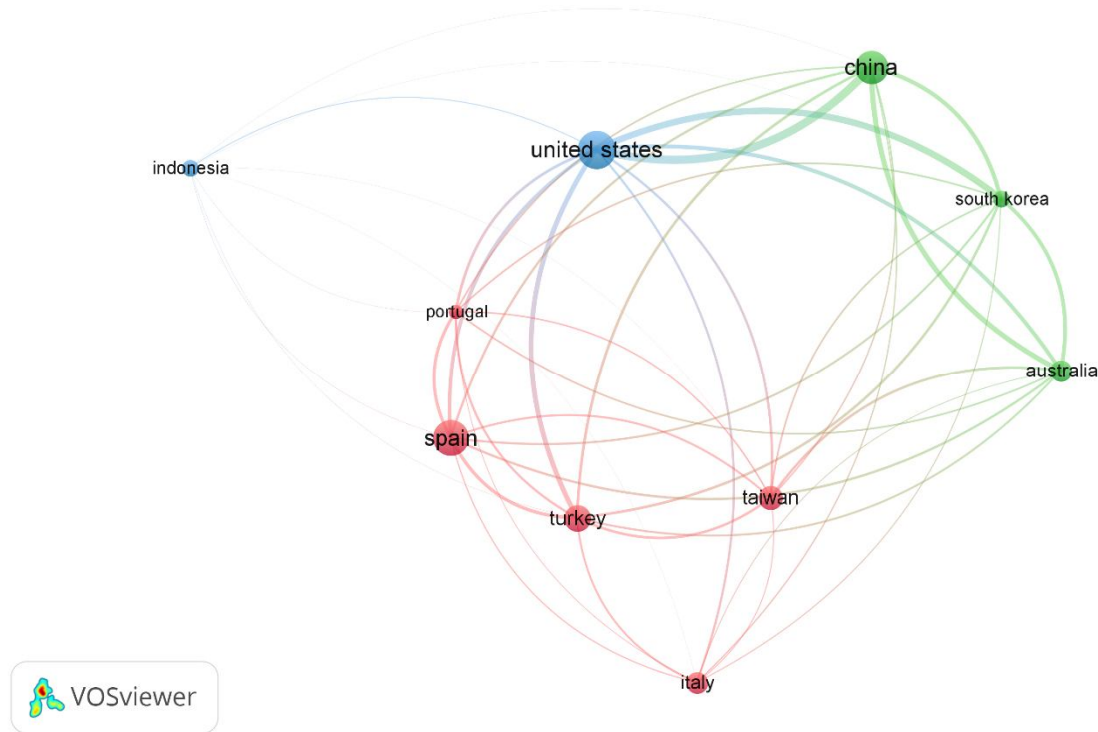 china
united states
indonesia
south korea
portugal
australia
spain
taiwan
turkey
italy
VOSviewer